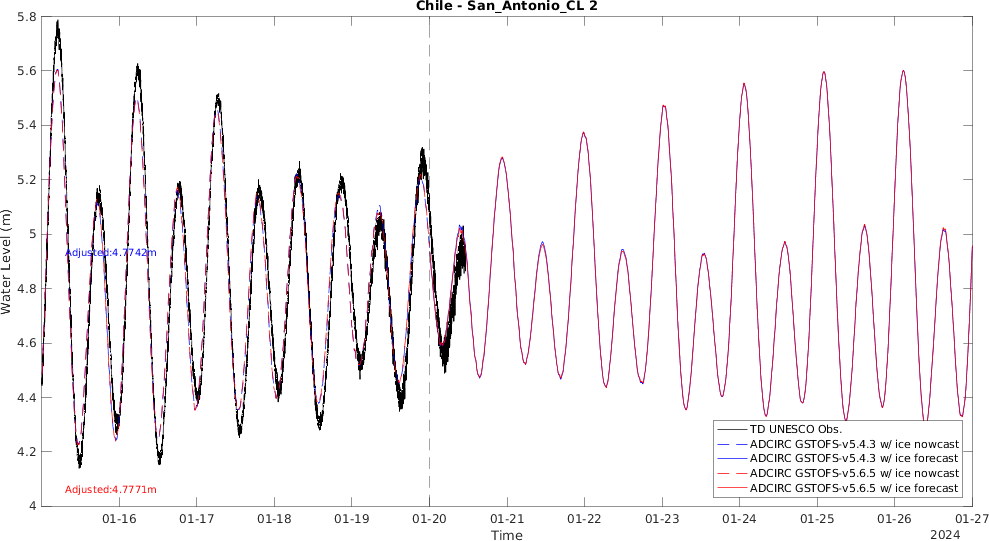 Chile - San_Antonio_CL 2
5.8
5.6
5.4
5.2
5
4.8
4.6
4.4
4.2
4
Water Level (m)
Adjusted:4.7742m
Adjusted:4.7771m
TD UNESCO Obs.
ADCIRC GSTOFS-v5.4.3 w/ ice nowcast
ADCIRC GSTOFS-v5.4.3 w/ ice forecast
ADCIRC GSTOFS-v5.6.5 w/ ice nowcast
ADCIRC GSTOFS-v5.6.5 w/ ice forecast
01-16 01-17 01-18 01-19 01-20 01-21 01-22 01-23 01-24 01-25 01-26 01-27
Time
2024